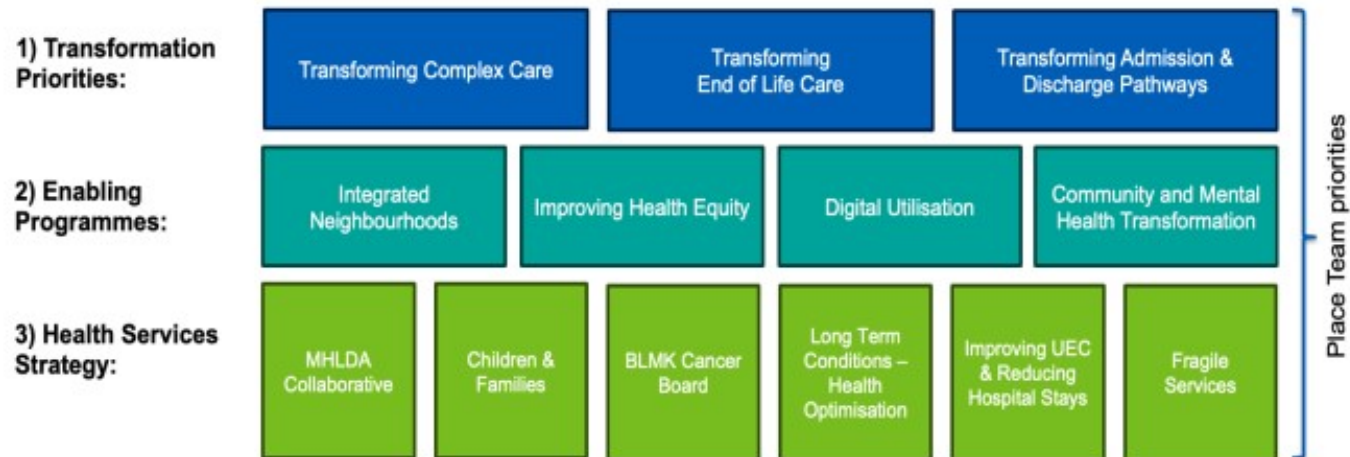 1) Transformation
Priorities:
Transforming Complex Care
Transforming
End of Life Care
Transforming Admission &
Discharge Pathways
2) Enabling
Programmes:
Integrated
Neighbourhoods
Improving Health Equity
Digital Utilisation
Community and Mental
Health Transformation
3) Health Services
Strategy:
MHLDA
Collaborative
Children &
Families
BLMK Cancer
Board
Long Term
Conditions –
Health
Optimisation
Improving UEC
& Reducing
Hospital Stays
Fragile
Services
Place Team priorities